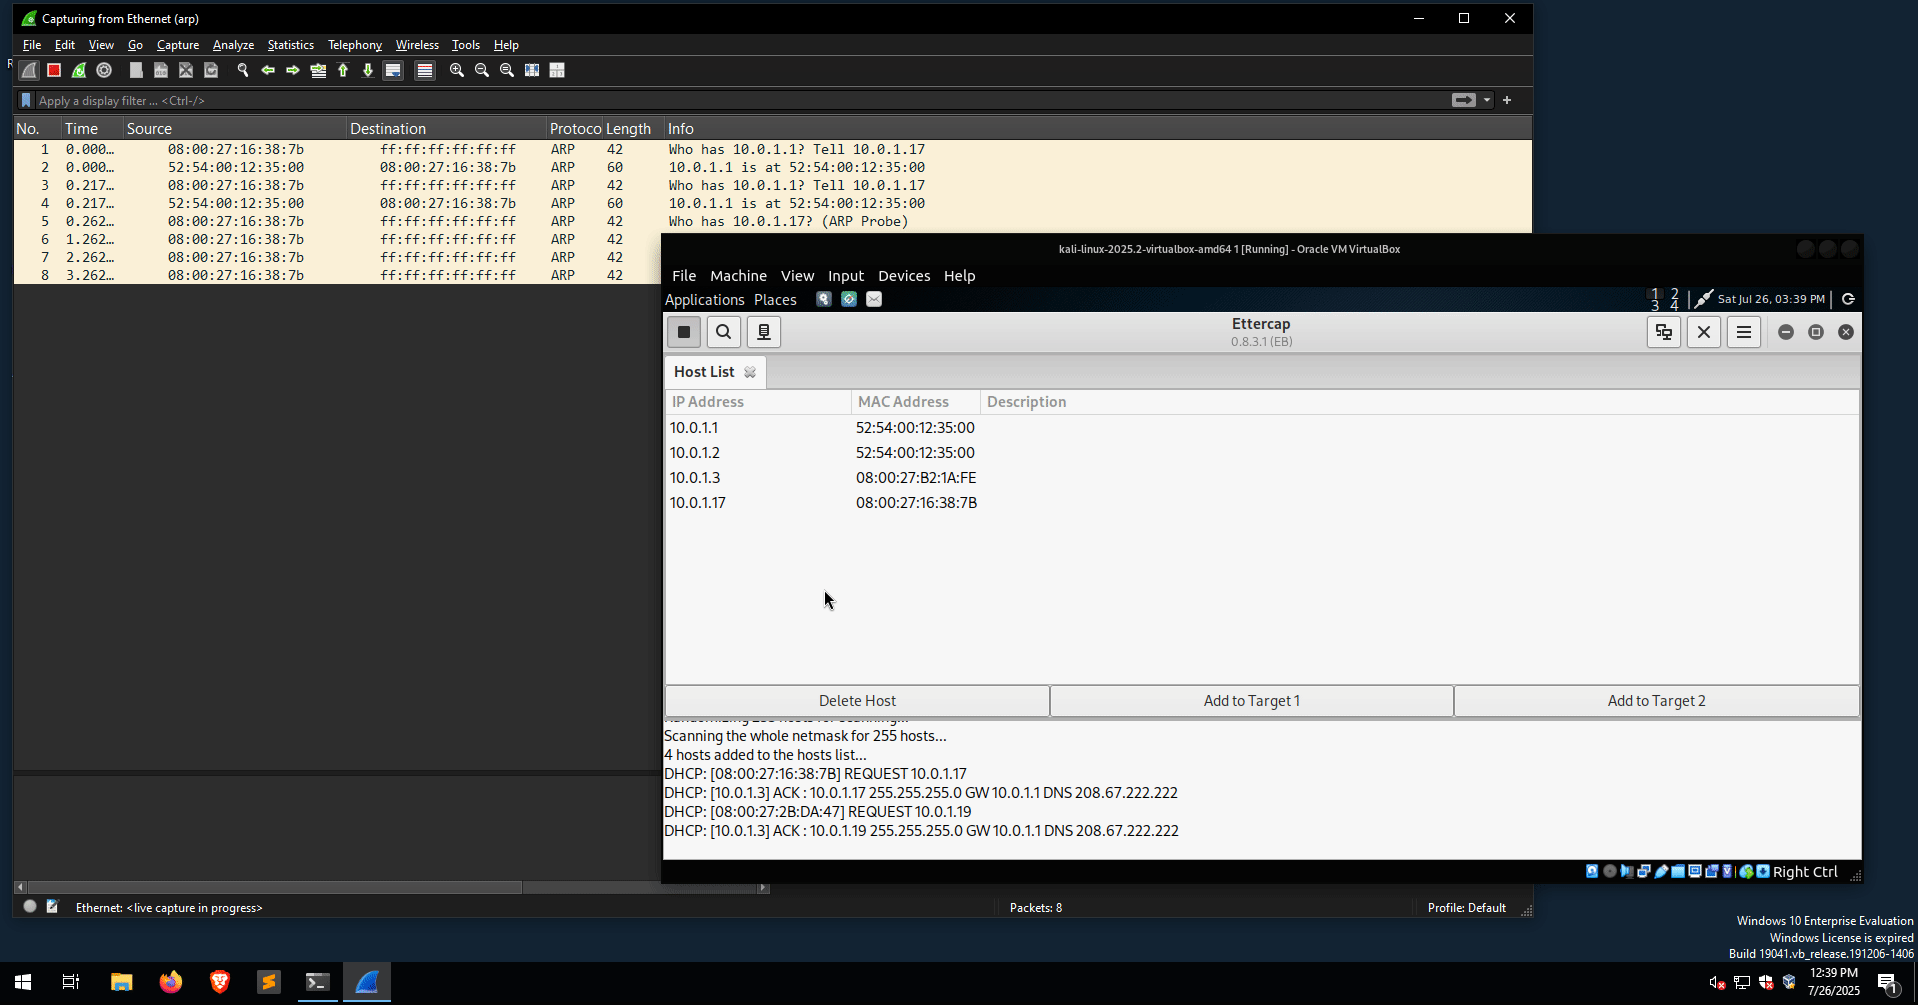 Capturing from Ethernet (arp)
File Edit View Go Capture Analyze Statistics Telephony Wireless Tools Help
Apply a display filter ... <Ctrl-/>
No. Time Source Destination Protoco Length Info
1 0.000… 08:00:27:16:38:7b ff:ff:ff:ff:ff:ff ARP 42 Who has 10.0.1.1? Tell 10.0.1.17
2 0.000… 52:54:00:12:35:00 08:00:27:16:38:7b ARP 60 10.0.1.1 is at 52:54:00:12:35:00
3 0.217… 08:00:27:16:38:7b ff:ff:ff:ff:ff:ff ARP 42 Who has 10.0.1.1? Tell 10.0.1.17
4 0.217… 52:54:00:12:35:00 08:00:27:16:38:7b ARP 60 10.0.1.1 is at 52:54:00:12:35:00
5 0.262… 08:00:27:16:38:7b ff:ff:ff:ff:ff:ff ARP 42 Who has 10.0.1.17? (ARP Probe)
6 1.262… 08:00:27:16:38:7b ff:ff:ff:ff:ff:ff ARP 42
7 2.262… 08:00:27:16:38:7b ff:ff:ff:ff:ff:ff ARP 42
8 3.262… 08:00:27:16:38:7b ff:ff:ff:ff:ff:ff ARP 42
kali-linux-2025.2-virtualbox-amd64 1 [Running] - Oracle VM VirtualBox
File Machine View Input Devices Help
Applications Places 1 2 3 4 Sat Jul 26, 03:39 PM
Ettercap
0.8.3.1 (EB)
Host List
IP Address MAC Address Description
10.0.1.1 52:54:00:12:35:00
10.0.1.2 52:54:00:12:35:00
10.0.1.3 08:00:27:B2:1A:FE
10.0.1.17 08:00:27:16:38:7B
Delete Host Add to Target 1 Add to Target 2
Randomizing 255 hosts for scanning...
Scanning the whole netmask for 255 hosts...
4 hosts added to the hosts list...
DHCP: [08:00:27:16:38:7B] REQUEST 10.0.1.17
DHCP: [10.0.1.3] ACK : 10.0.1.17 255.255.255.0 GW 10.0.1.1 DNS 208.67.222.222
DHCP: [08:00:27:2B:DA:47] REQUEST 10.0.1.19
DHCP: [10.0.1.3] ACK : 10.0.1.19 255.255.255.0 GW 10.0.1.1 DNS 208.67.222.222
Right Ctrl
Ethernet: <live capture in progress> Packets: 8 Profile: Default
Windows 10 Enterprise Evaluation
Windows License is expired
Build 19041.vb_release.191206-1406
12:39 PM
7/26/2025
1